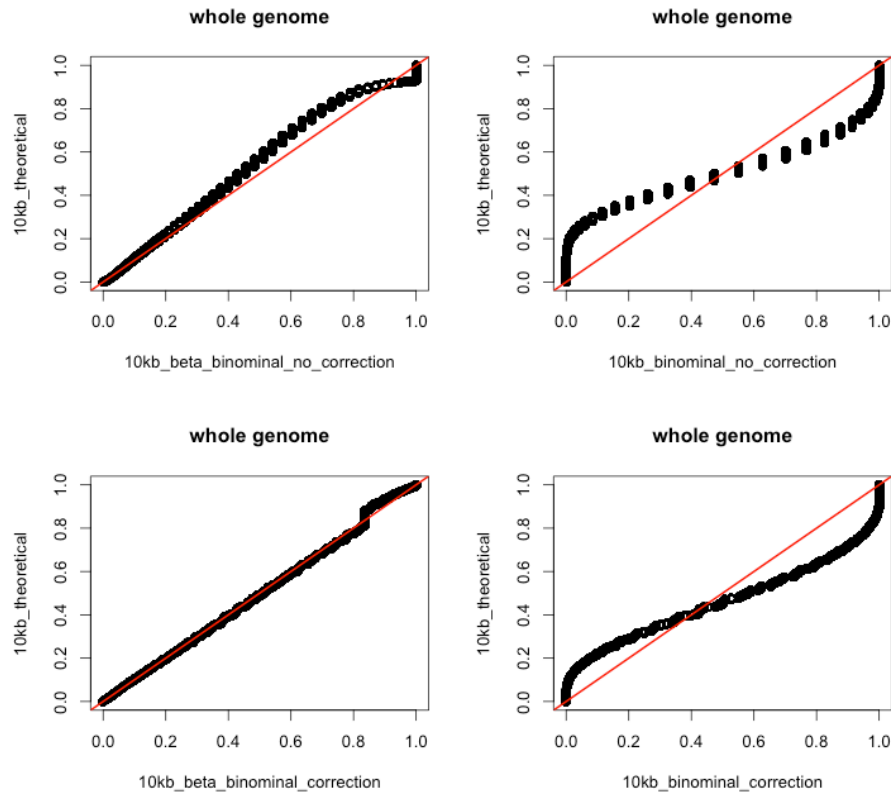 whole genome
10kb_theoretical
1.0
0.8
0.6
0.4
0.2
0.0
0.0 0.2 0.4 0.6 0.8 1.0
10kb_beta_binominal_no_correction
whole genome
10kb_theoretical
1.0
0.8
0.6
0.4
0.2
0.0
0.0 0.2 0.4 0.6 0.8 1.0
10kb_binominal_no_correction
whole genome
10kb_theoretical
1.0
0.8
0.6
0.4
0.2
0.0
0.0 0.2 0.4 0.6 0.8 1.0
10kb_beta_binominal_correction
whole genome
10kb_theoretical
1.0
0.8
0.6
0.4
0.2
0.0
0.0 0.2 0.4 0.6 0.8 1.0
10kb_binominal_correction